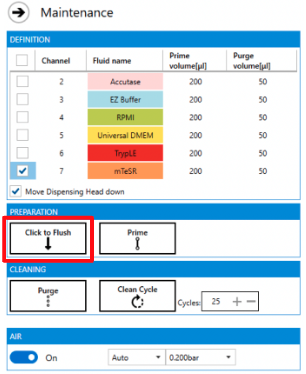 Maintenance
DEFINITION
Channel Fluid name Prime volume[µl] Purge volume[µl]
2 Accutase 200 50
3 EZ Buffer 200 50
4 RPMI 200 50
5 Universal DMEM 200 50
6 TrypLE 200 50
7 mTeSR 200 50
Move Dispensing Head down
PREPARATION
Click to Flush Prime
CLEANING
Purge Clean Cycle Cycles: 25 + −
AIR
On Auto 0.200bar